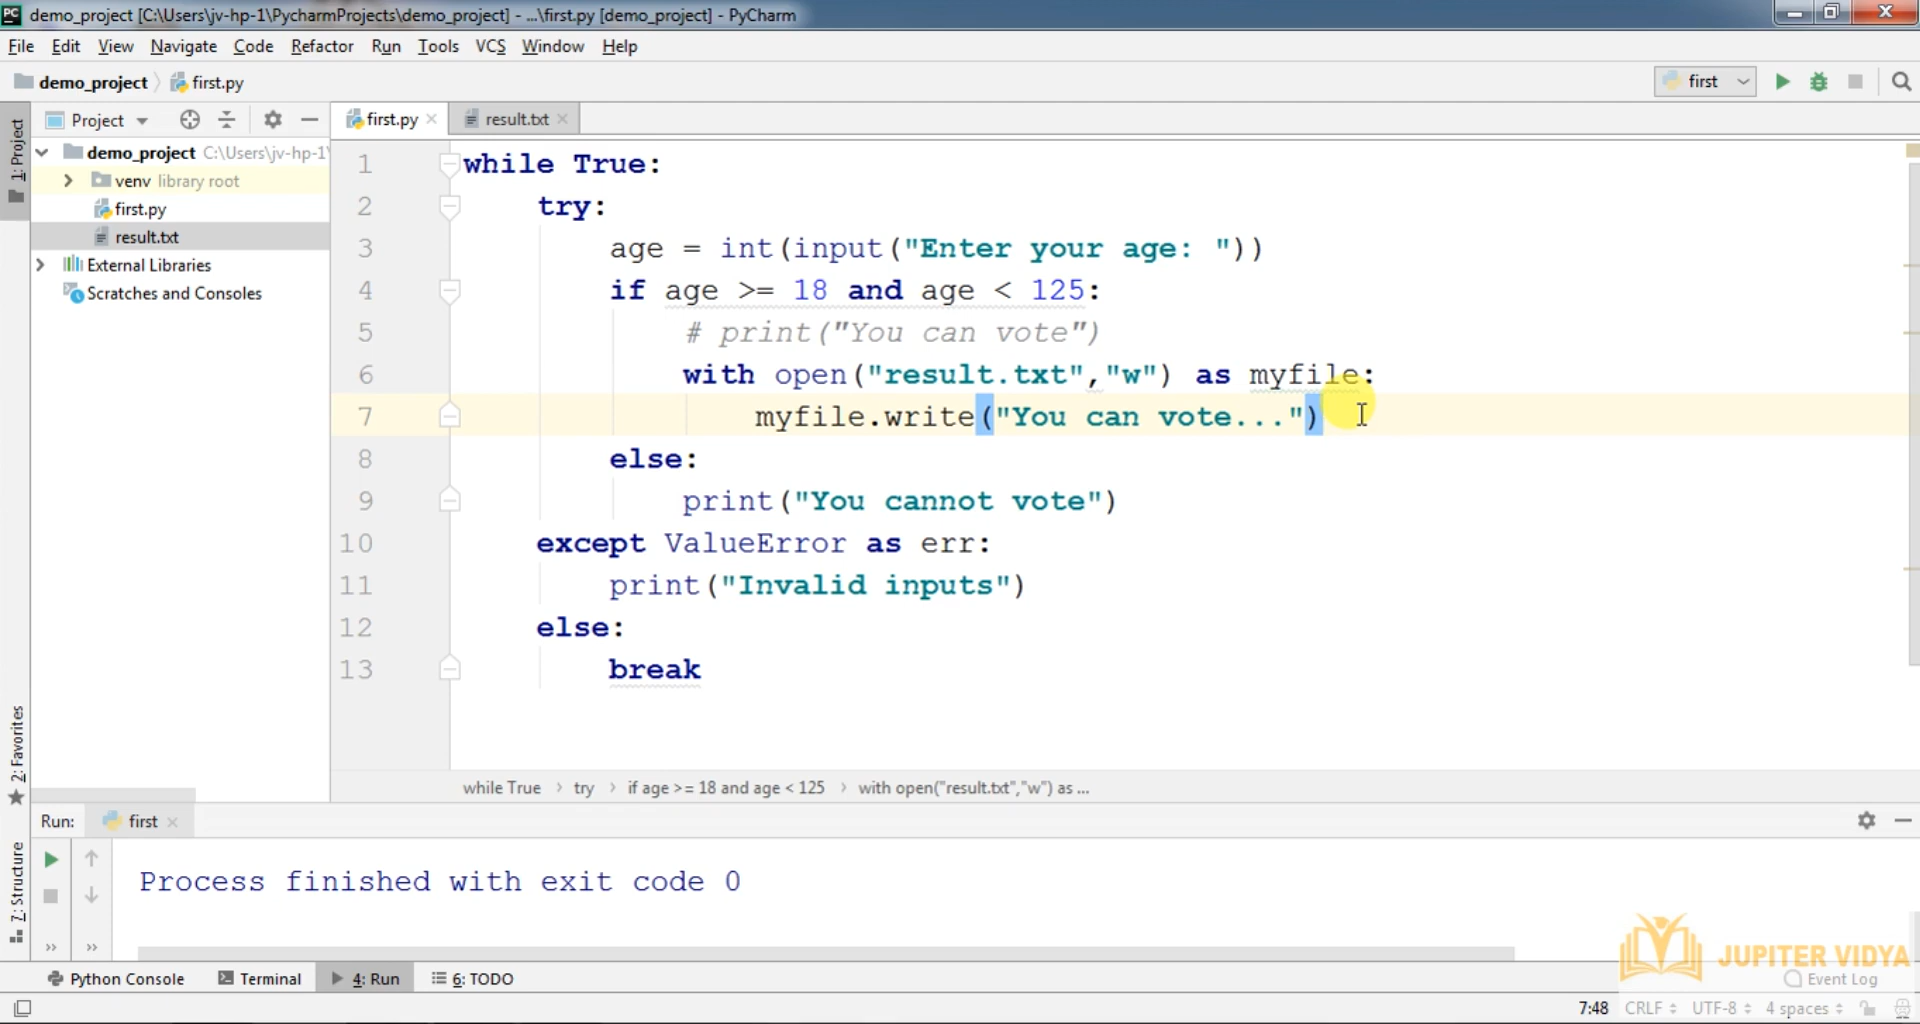 demo_project [C:\Users\jv-hp-1\PycharmProjects\demo_project] - ...\first.py [demo_project] - PyCharm
File Edit View Navigate Code Refactor Run Tools VCS Window Help
demo_project first.py
first
Project
first.py
result.txt
1: Project
demo_project C:\Users\jv-hp-1\
venv library root
first.py
result.txt
External Libraries
Scratches and Consoles
1 while True:
2 try:
3 age = int(input("Enter your age: "))
4 if age >= 18 and age < 125:
5 # print("You can vote")
6 with open("result.txt","w") as myfile:
7 myfile.write("You can vote...")
8 else:
9 print("You cannot vote")
10 except ValueError as err:
11 print("Invalid inputs")
12 else:
13 break
while True try if age >= 18 and age < 125 with open("result.txt","w") as ...
2: Favorites
7: Structure
Run: first
Process finished with exit code 0
JUPITER VIDYA
Python Console Terminal 4: Run 6: TODO Event Log
7:48 CRLF UTF-8 4 spaces